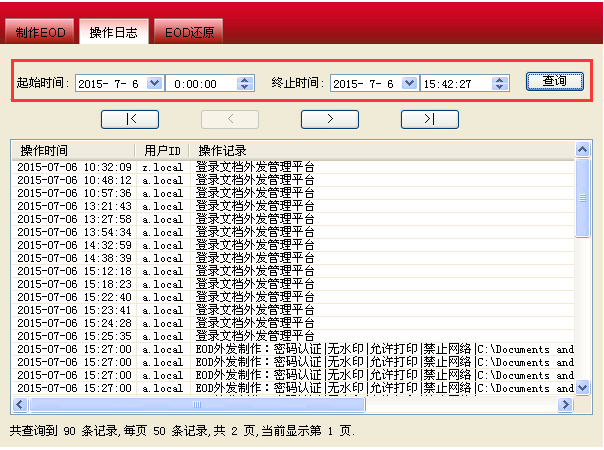 制作EOD 操作日志 EOD还原
起始时间: 2015- 7- 6 0:00:00 终止时间: 2015- 7- 6 15:42:27 查询
|< < > >|
操作时间 用户ID 操作记录
2015-07-06 10:32:09 z.local 登录文档外发管理平台
2015-07-06 10:48:12 a.local 登录文档外发管理平台
2015-07-06 10:57:36 a.local 登录文档外发管理平台
2015-07-06 13:21:43 a.local 登录文档外发管理平台
2015-07-06 13:27:58 a.local 登录文档外发管理平台
2015-07-06 13:54:34 a.local 登录文档外发管理平台
2015-07-06 14:32:59 a.local 登录文档外发管理平台
2015-07-06 14:38:39 a.local 登录文档外发管理平台
2015-07-06 15:12:18 a.local 登录文档外发管理平台
2015-07-06 15:18:23 a.local 登录文档外发管理平台
2015-07-06 15:22:40 a.local 登录文档外发管理平台
2015-07-06 15:23:41 a.local 登录文档外发管理平台
2015-07-06 15:24:28 a.local 登录文档外发管理平台
2015-07-06 15:25:35 a.local 登录文档外发管理平台
2015-07-06 15:27:00 a.local EOD外发制作：密码认证|无水印|允许打印|禁止网络|C:\Documents and
2015-07-06 15:27:00 a.local EOD外发制作：密码认证|无水印|允许打印|禁止网络|C:\Documents and
2015-07-06 15:27:00 a.local EOD外发制作：密码认证|无水印|允许打印|禁止网络|C:\Documents and
2015-07-06 15:27:00 a.local EOD外发制作：密码认证|无水印|允许打印|禁止网络|C:\Documents and
共查询到 90 条记录,每页 50 条记录,共 2 页,当前显示第 1 页.